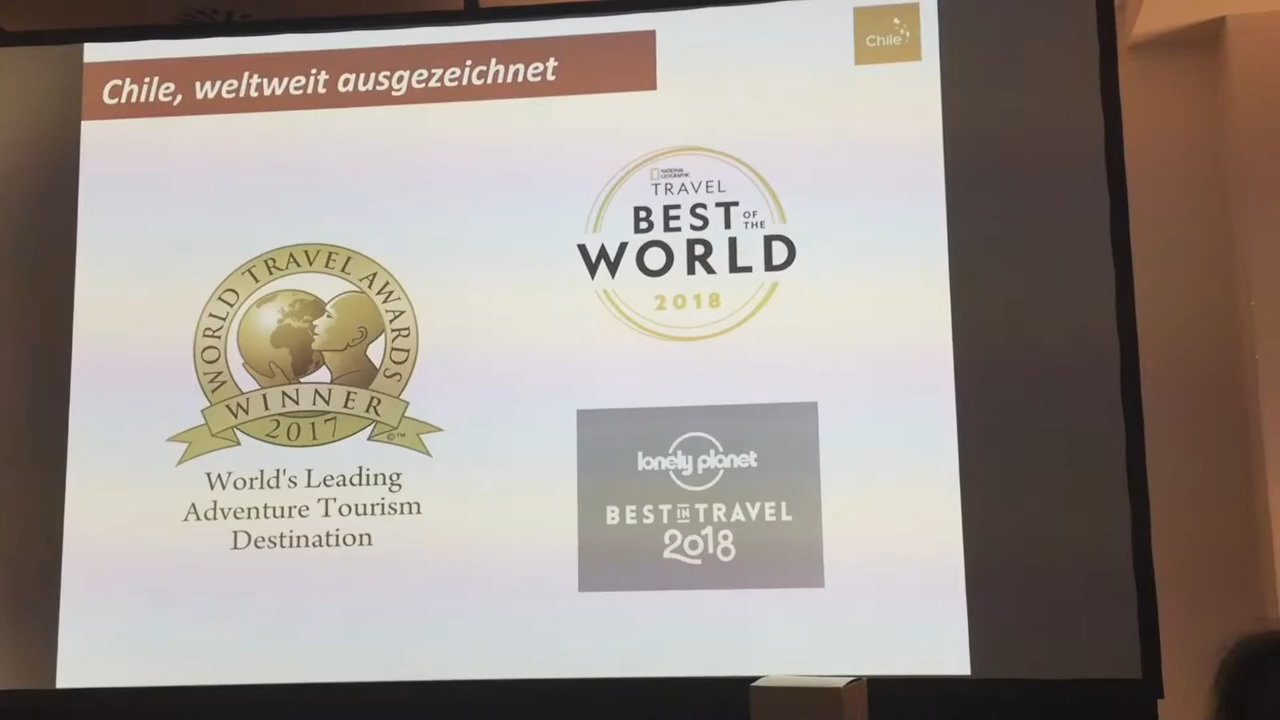 Chile, weltweit ausgezeichnet
Chile
WORLD TRAVEL AWARDS
WINNER
2017
©™
World's Leading
Adventure Tourism
Destination
NATIONAL
GEOGRAPHIC
TRAVEL
BEST OF THE
WORLD
2018
lonely planet
BEST IN TRAVEL
2018